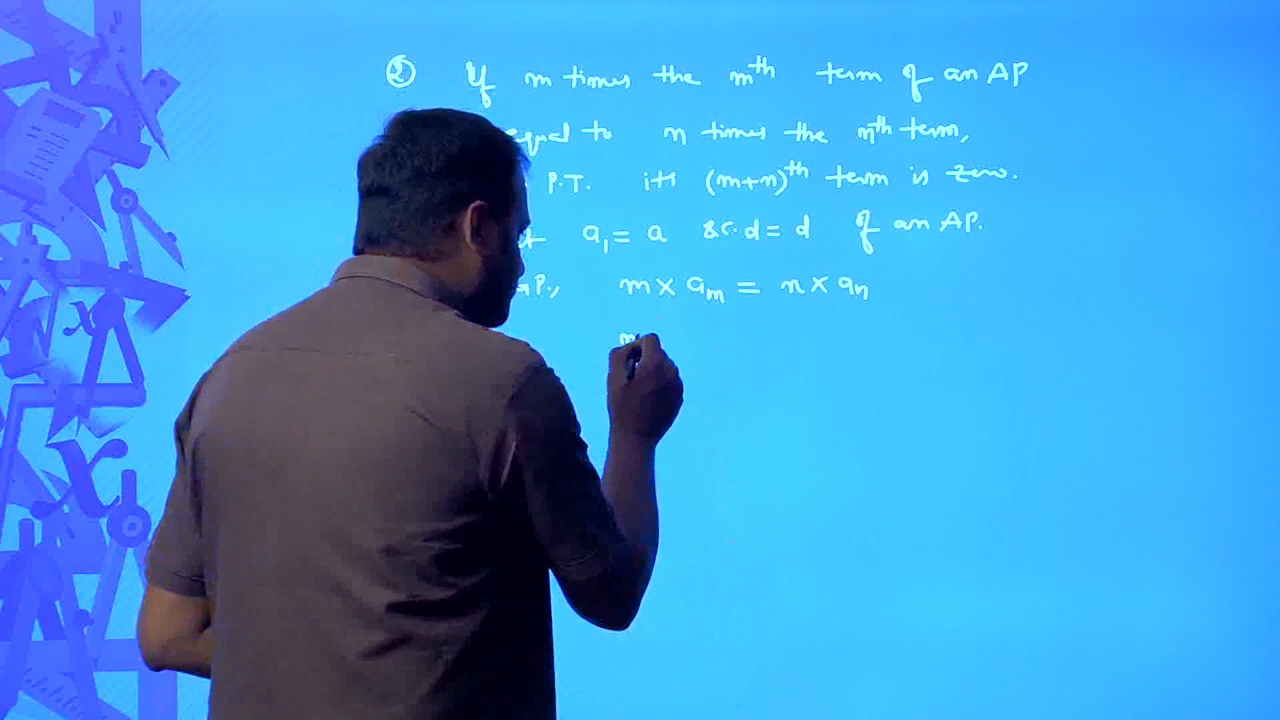 ② If m times the mth term of an AP
equal to n times the nth term,
P.T. its (m+n)th term is zero.
a₁ = a & c.d = d of an AP.
m × aₘ = n × aₙ
m